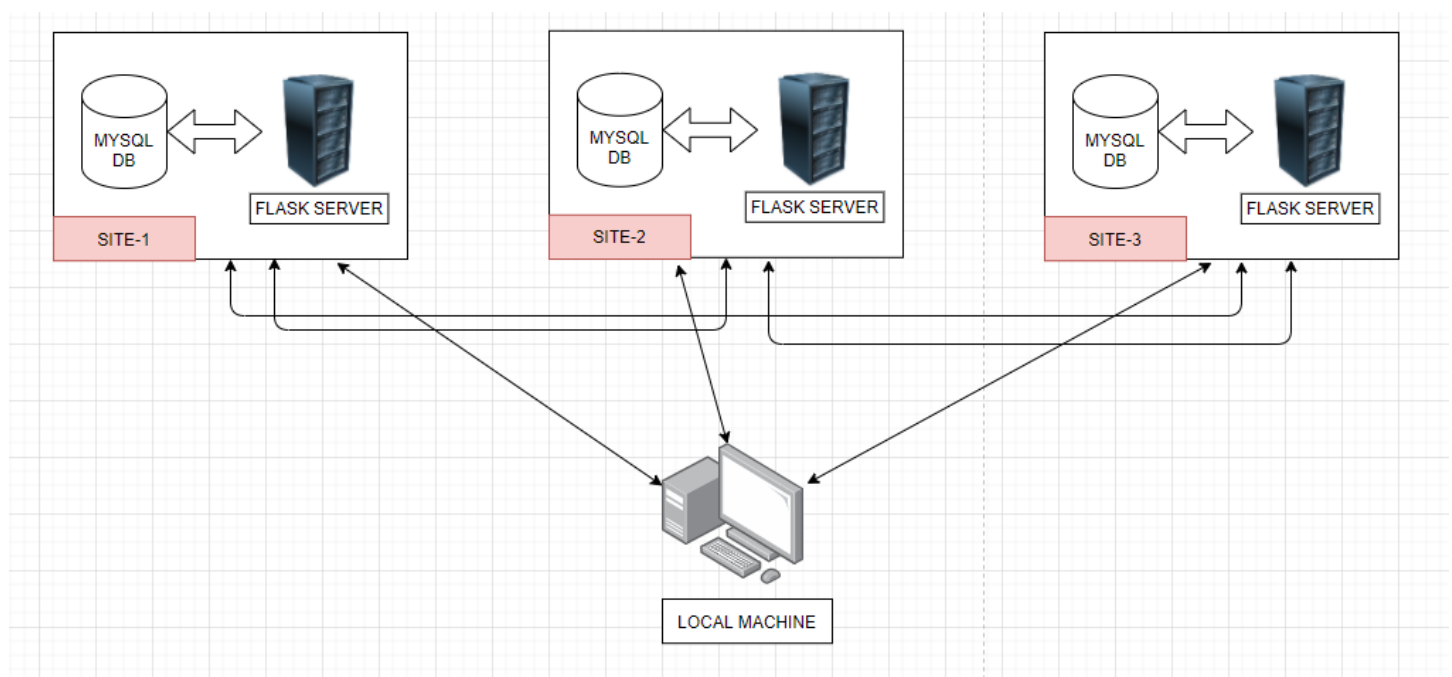 MYSQL
DB
FLASK SERVER
SITE-1
MYSQL
DB
FLASK SERVER
SITE-2
MYSQL
DB
FLASK SERVER
SITE-3
LOCAL MACHINE